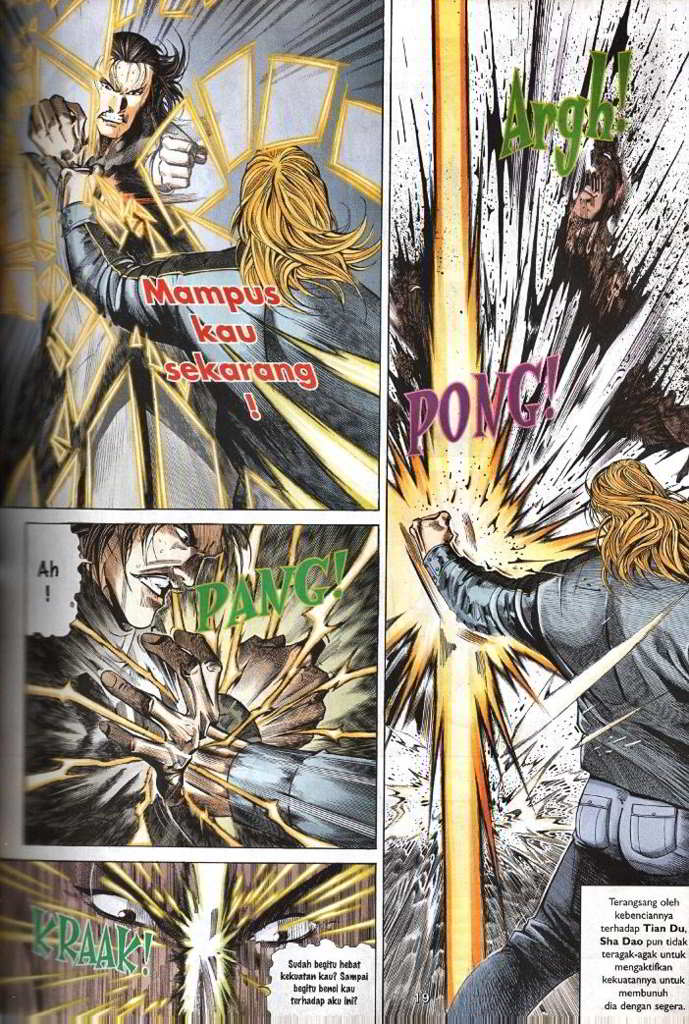 Mampus
kau
sekarang
!
Ah
!
PANG!
KRAAK!
Sudah begitu hebat
kekuatan kau? Sampai
begitu benci kau
terhadap aku ini?
Argh!
PONG!
Terangsang oleh
kebenciannya
terhadap Tian Du,
Sha Dao pun tidak
teragak-agak untuk
mengaktifkan
kekuatannya untuk
membunuh
dia dengan segera.
19